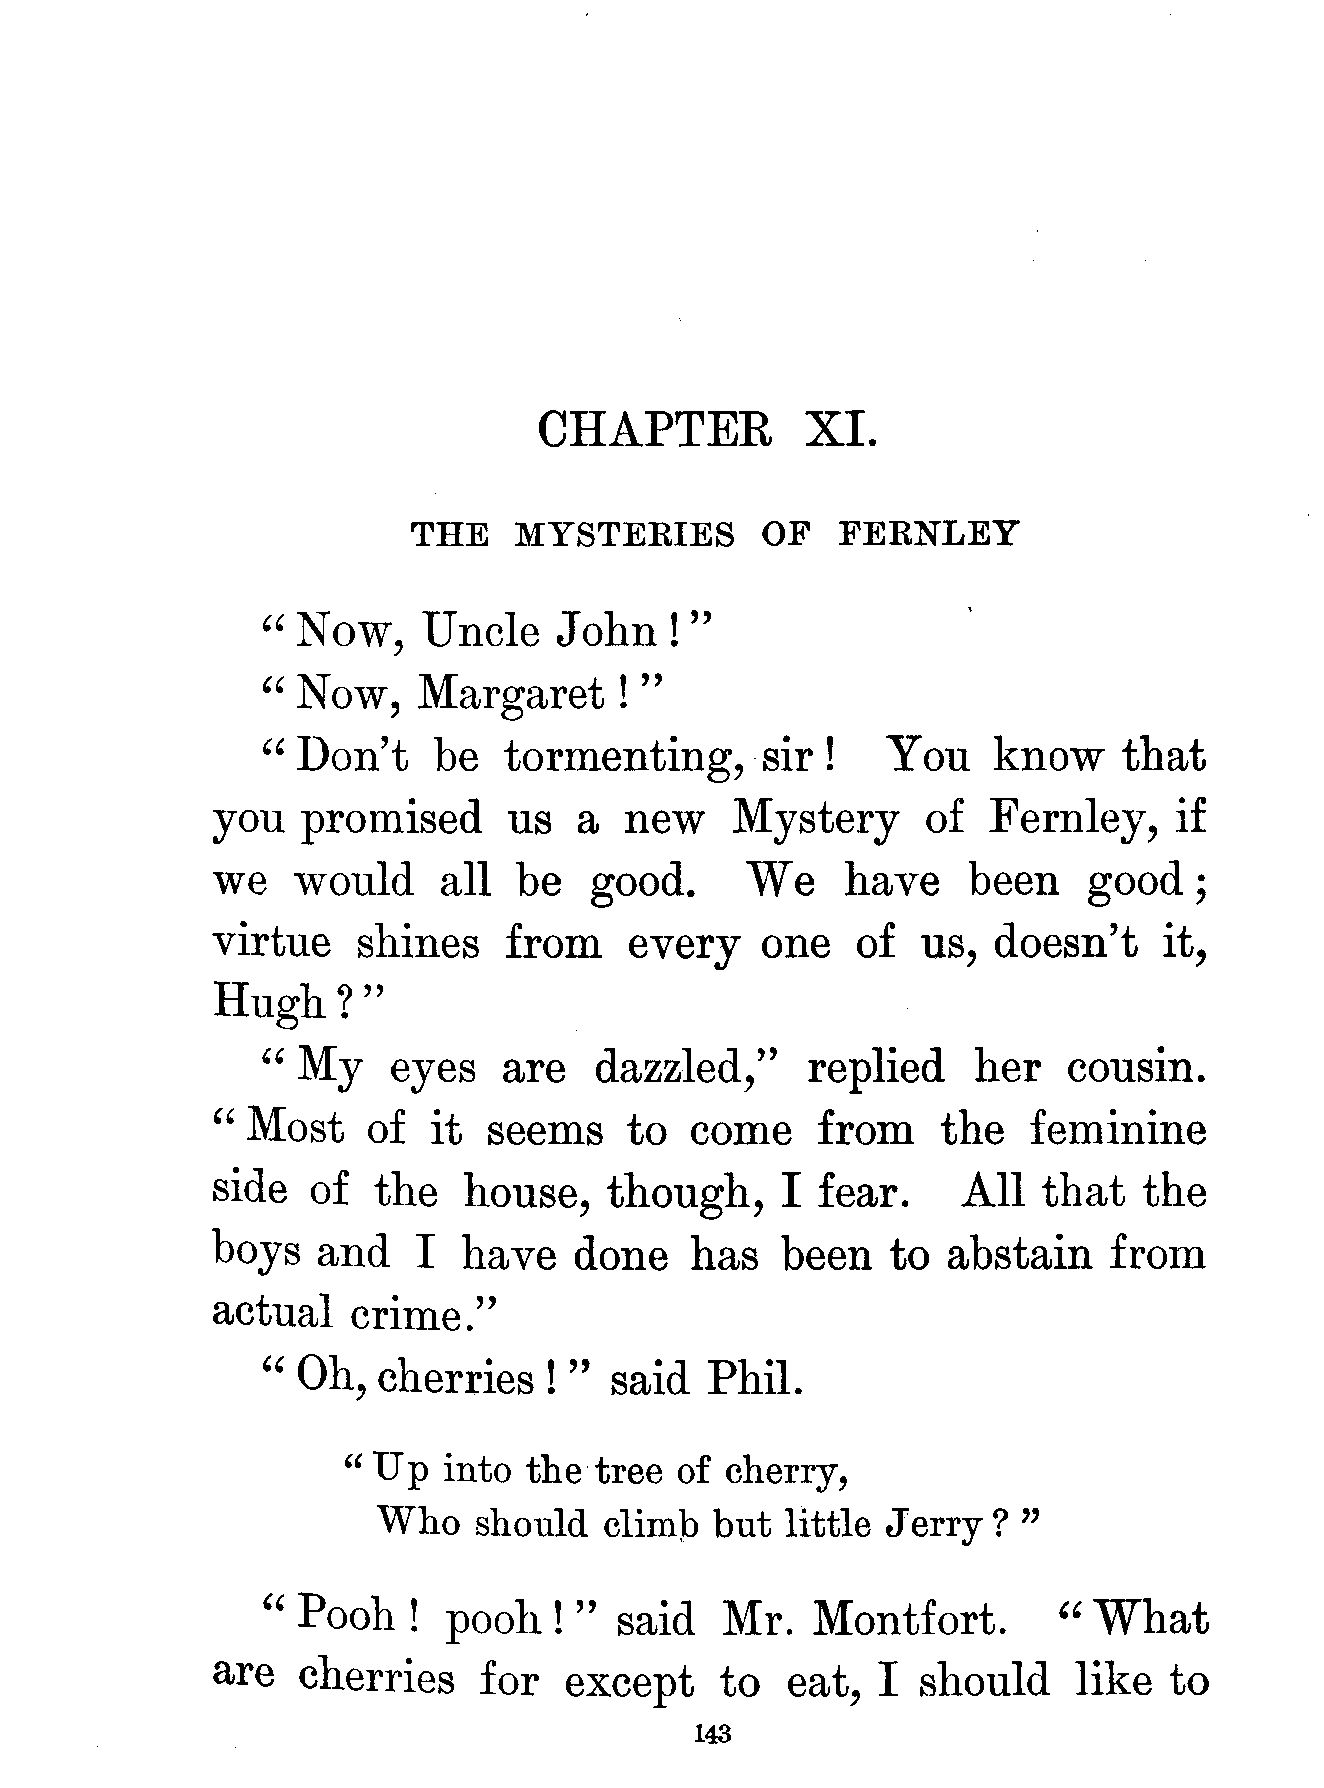 CHAPTER XI.
THE MYSTERIES OF FERNLEY
“ Now, Uncle John ! ”
“ Now, Margaret ! ”
“ Don’t be tormenting, sir ! You know that
you promised us a new Mystery of Fernley, if
we would all be good. We have been good ;
virtue shines from every one of us, doesn’t it,
Hugh ? ”
“ My eyes are dazzled,” replied her cousin.
“ Most of it seems to come from the feminine
side of the house, though, I fear. All that the
boys and I have done has been to abstain from
actual crime.”
“ Oh, cherries ! ” said Phil.
“ Up into the tree of cherry,
Who should climb but little Jerry ? ”
“ Pooh ! pooh ! ” said Mr. Montfort. “ What
are cherries for except to eat, I should like to
143